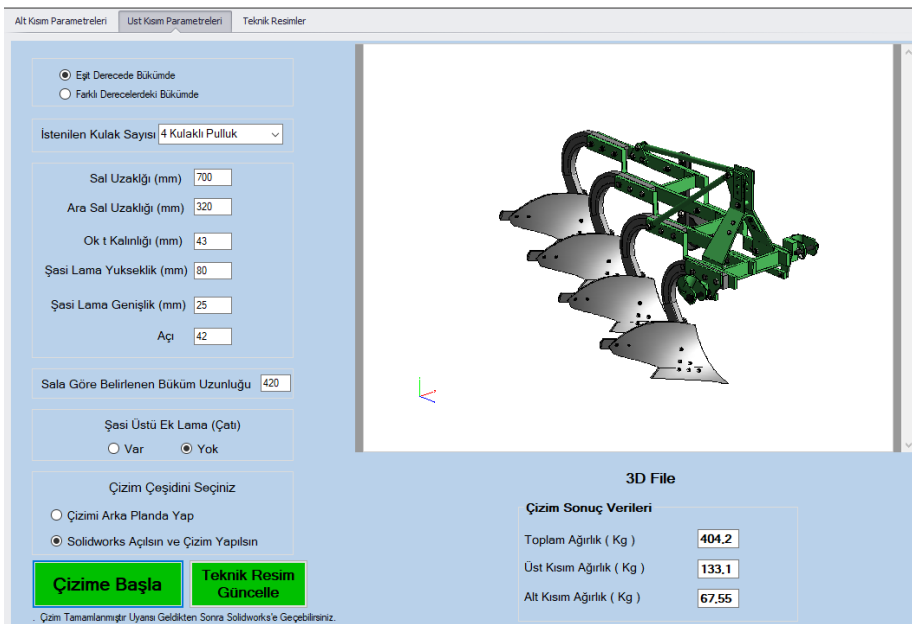 Alt Kısım Parametreleri Üst Kısım Parametreleri Teknik Resimler
Eşit Derecede Bükümde
Farklı Derecelerdeki Bükümde
İstenilen Kulak Sayısı 4 Kulaklı Pulluk
Sal Uzaklğı (mm) 700
Ara Sal Uzaklığı (mm) 320
Ok t Kalınlığı (mm) 43
Şasi Lama Yukseklik (mm) 80
Şasi Lama Genişlik (mm) 25
Açı 42
Sala Göre Belirlenen Büküm Uzunluğu 420
Şasi Üstü Ek Lama (Çatı)
Var Yok
Çizim Çeşidini Seçiniz
Çizimi Arka Planda Yap
Solidworks Açılsın ve Çizim Yapılsın
Çizime Başla
Teknik Resim
Güncelle
. Çizim Tamamlanmıştır Uyarısı Geldikten Sonra Solidworks'e Geçebilirsiniz.
3D File
Çizim Sonuç Verileri
Toplam Ağırlık ( Kg ) 404,2
Üst Kısım Ağırlık ( Kg ) 133,1
Alt Kısım Ağırlık ( Kg ) 67,55